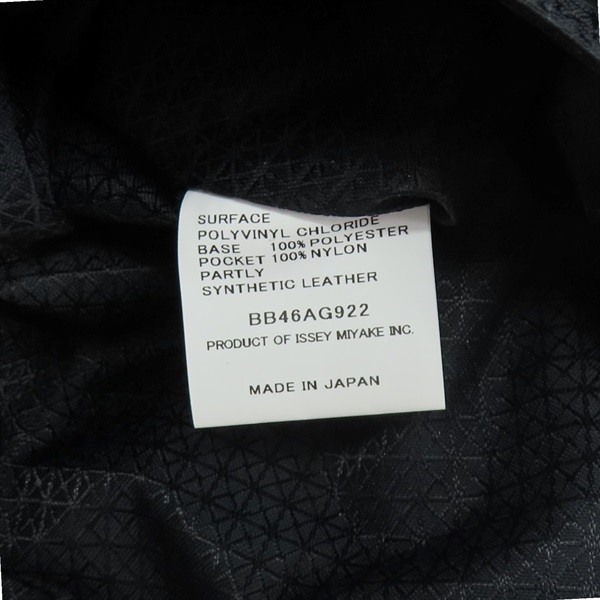 SURFACE
POLYVINYL CHLORIDE
BASE 100% POLYESTER
POCKET 100% NYLON
PARTLY
SYNTHETIC LEATHER
BB46AG922
PRODUCT OF ISSEY MIYAKE INC.
MADE IN JAPAN